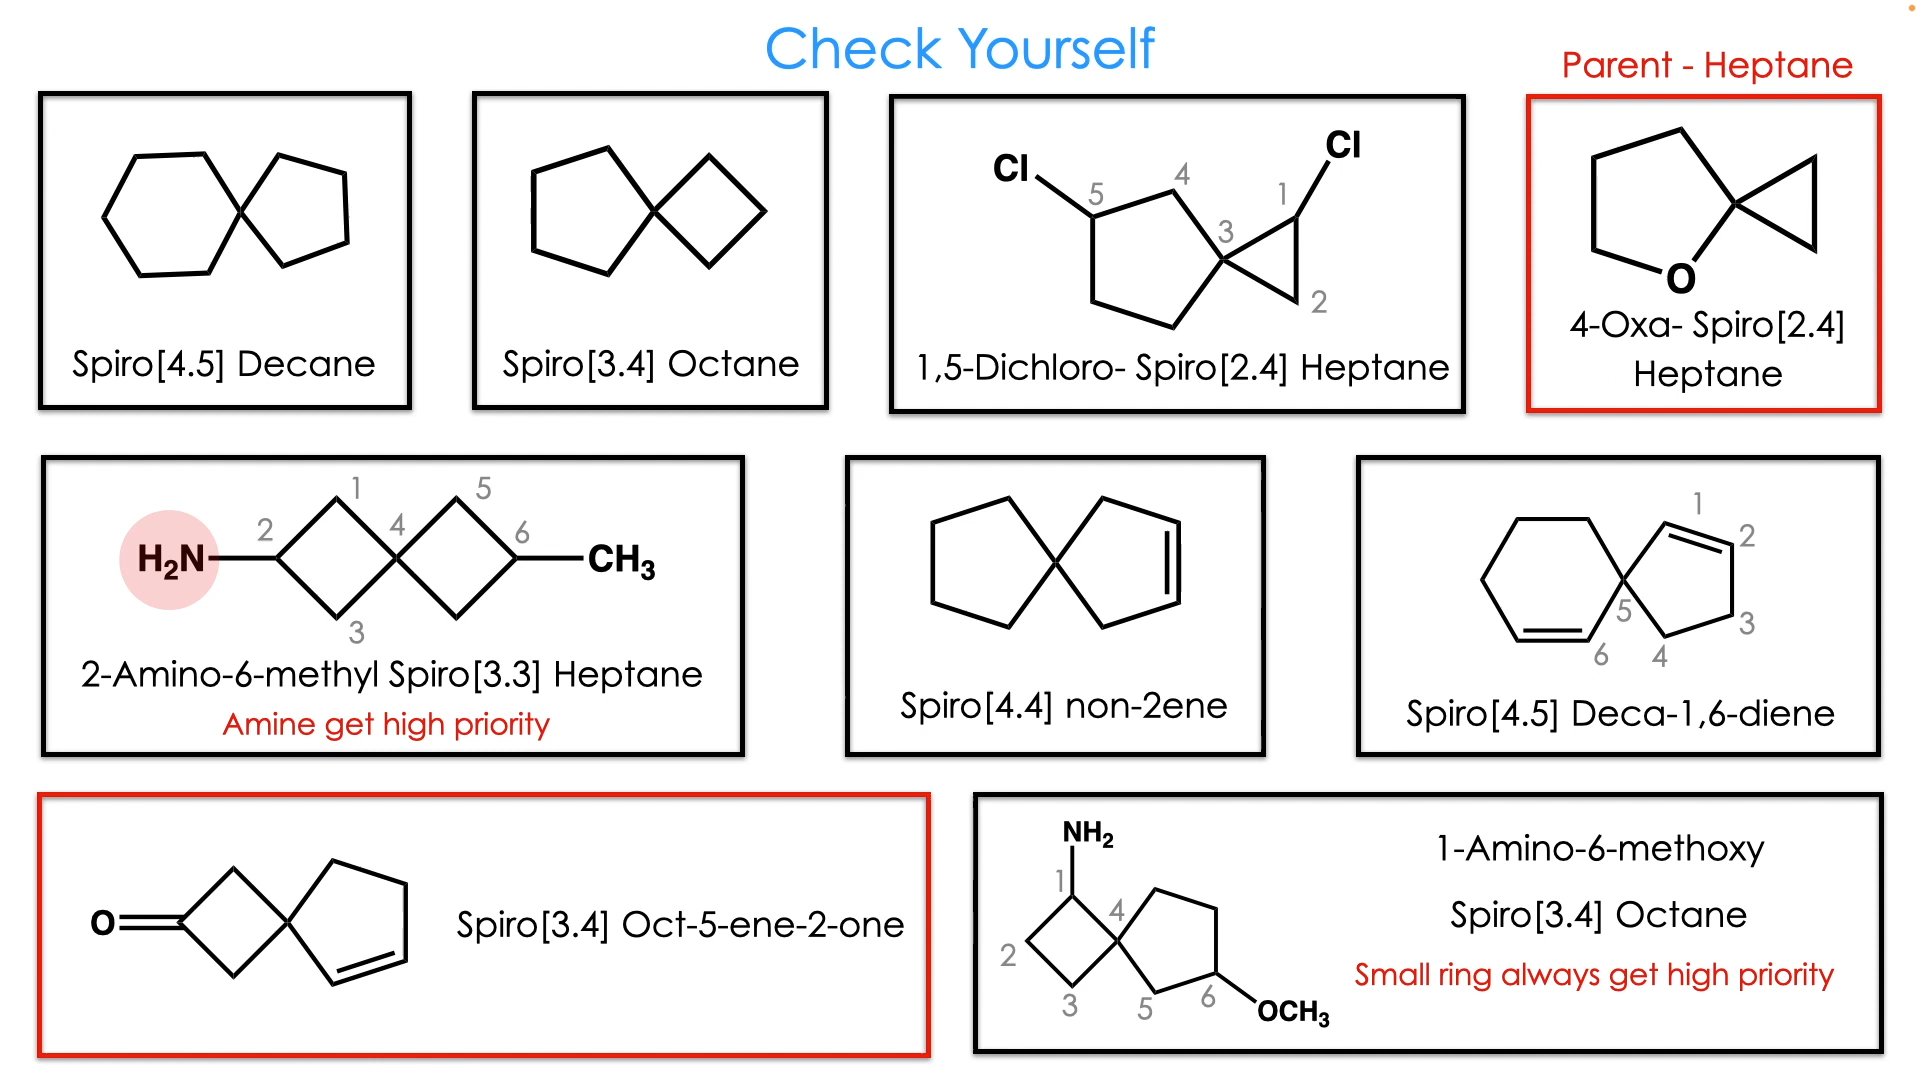 Check Yourself
Parent - Heptane
Spiro[4.5] Decane
Spiro[3.4] Octane
Cl
Cl
5
4
3
1
2
1,5-Dichloro- Spiro[2.4] Heptane
O
4-Oxa- Spiro[2.4]
Heptane
H₂N
2
1
3
4
5
6
CH₃
2-Amino-6-methyl Spiro[3.3] Heptane
Amine get high priority
Spiro[4.4] non-2ene
1
2
3
4
5
6
Spiro[4.5] Deca-1,6-diene
O
Spiro[3.4] Oct-5-ene-2-one
NH₂
1
2
3
4
5
6
OCH₃
1-Amino-6-methoxy
Spiro[3.4] Octane
Small ring always get high priority